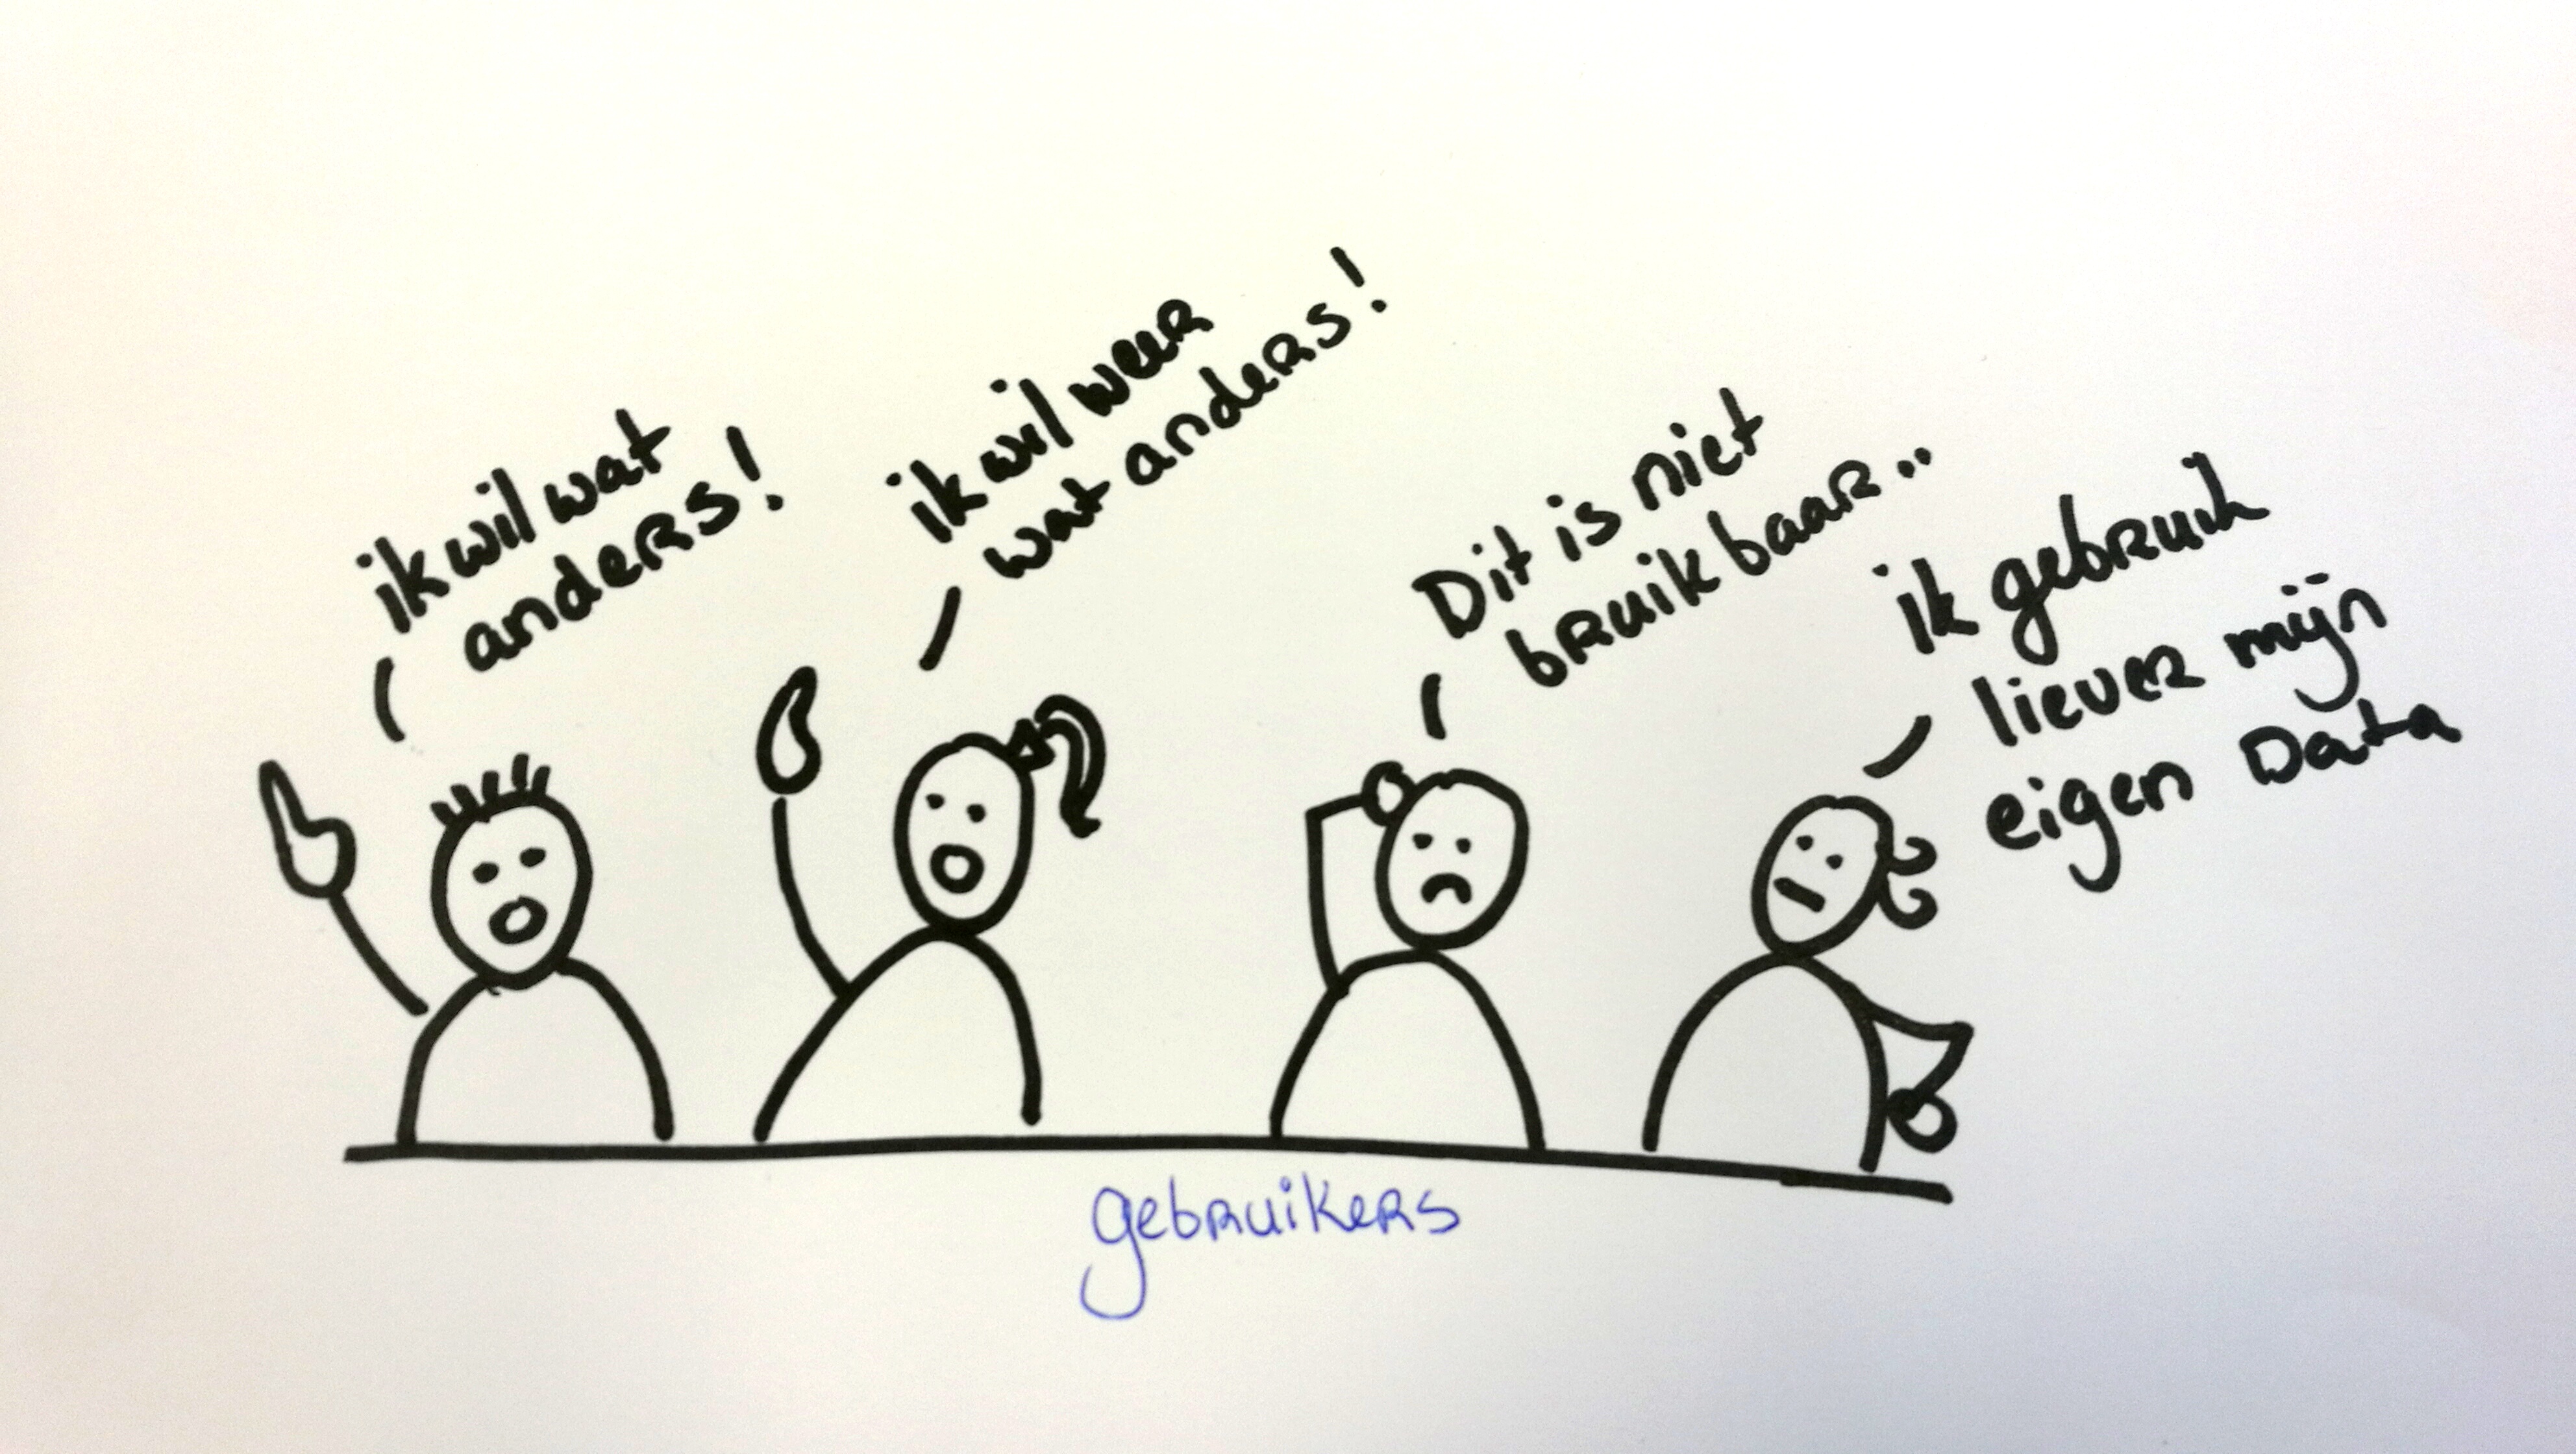 ik wil wat
anders!
ik wil weer
wat anders!
Dit is niet
bruikbaar..
ik gebruik
liever mijn
eigen Data
gebruikers